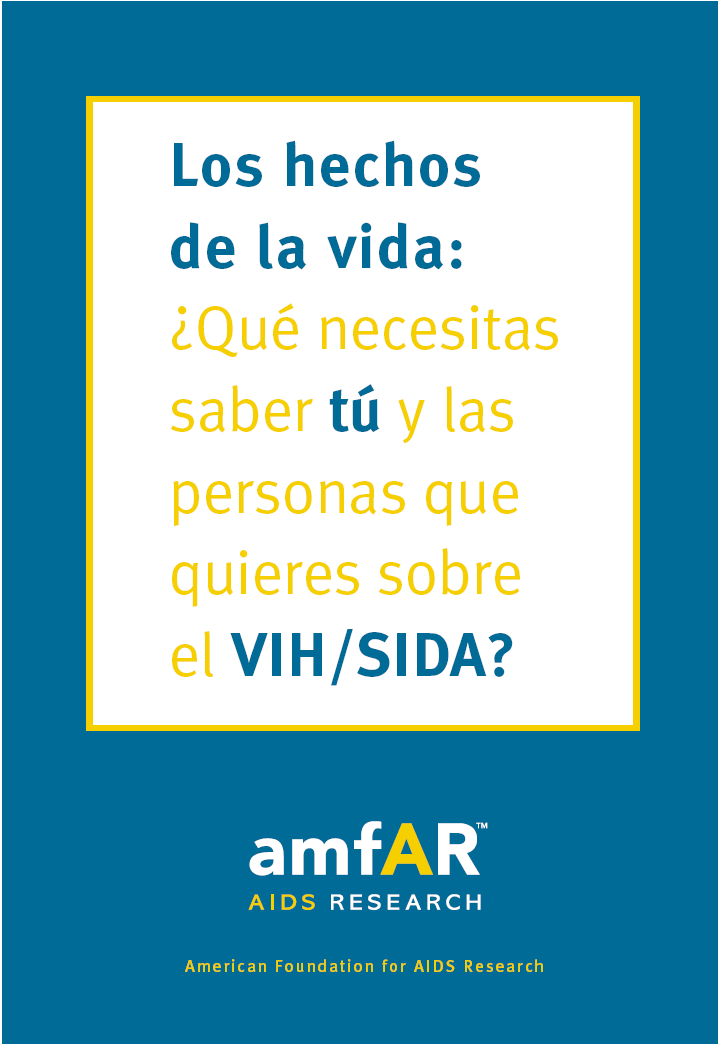 Los hechos
de la vida:
¿Qué necesitas
saber tú y las
personas que
quieres sobre
el VIH/SIDA?
amfAR™
AIDS RESEARCH
American Foundation for AIDS Research